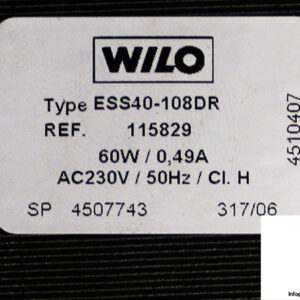 WILO
Type ESS40-108DR
REF. 115829
60W / 0,49A
AC230V / 50Hz / Cl. H
SP 4507743 317/06
4510407